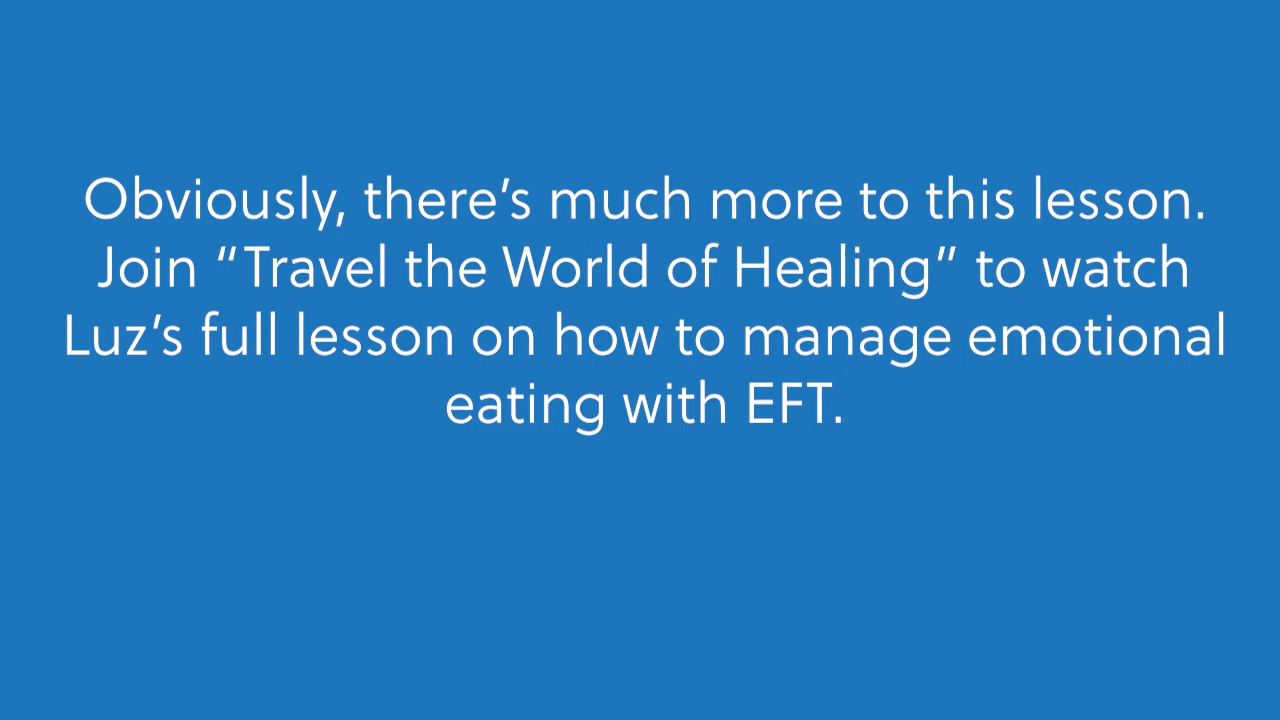 Obviously, there’s much more to this lesson.
Join “Travel the World of Healing” to watch
Luz’s full lesson on how to manage emotional
eating with EFT.